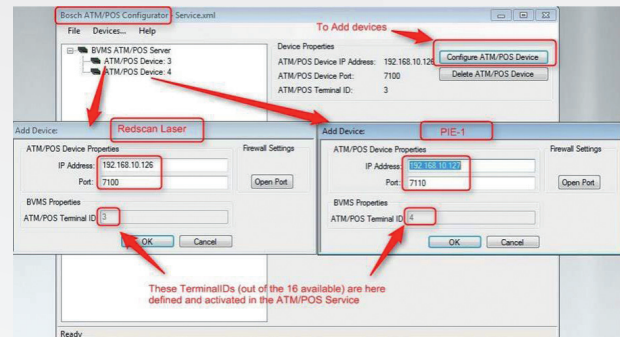 Bosch ATM/POS Configurator - Service.xml
To Add devices
File Devices... Help
BVMS ATM/POS Server
ATM/POS Device: 3
ATM/POS Device: 4
Device Properties
ATM/POS Device IP Address: 192.168.10.126
ATM/POS Device Port: 7100
ATM/POS Terminal ID: 3
Configure ATM/POS Device
Delete ATM/POS Device
Add Device:
Redscan Laser
ATM/POS Device Properties
Firewall Settings
IP Address: 192.168.10.126
Port: 7100
Open Port
BVMS Properties
ATM/POS Terminal ID 3
OK Cancel
Add Device:
PIE-1
ATM/POS Device Properties
Firewall Settings
IP Address: 192.168.10.127
Port: 7110
Open Port
BVMS Properties
ATM/POS Terminal ID 4
OK Cancel
These TerminalIDs (out of the 16 available) are here
defined and activated in the ATM/POS Service
Ready